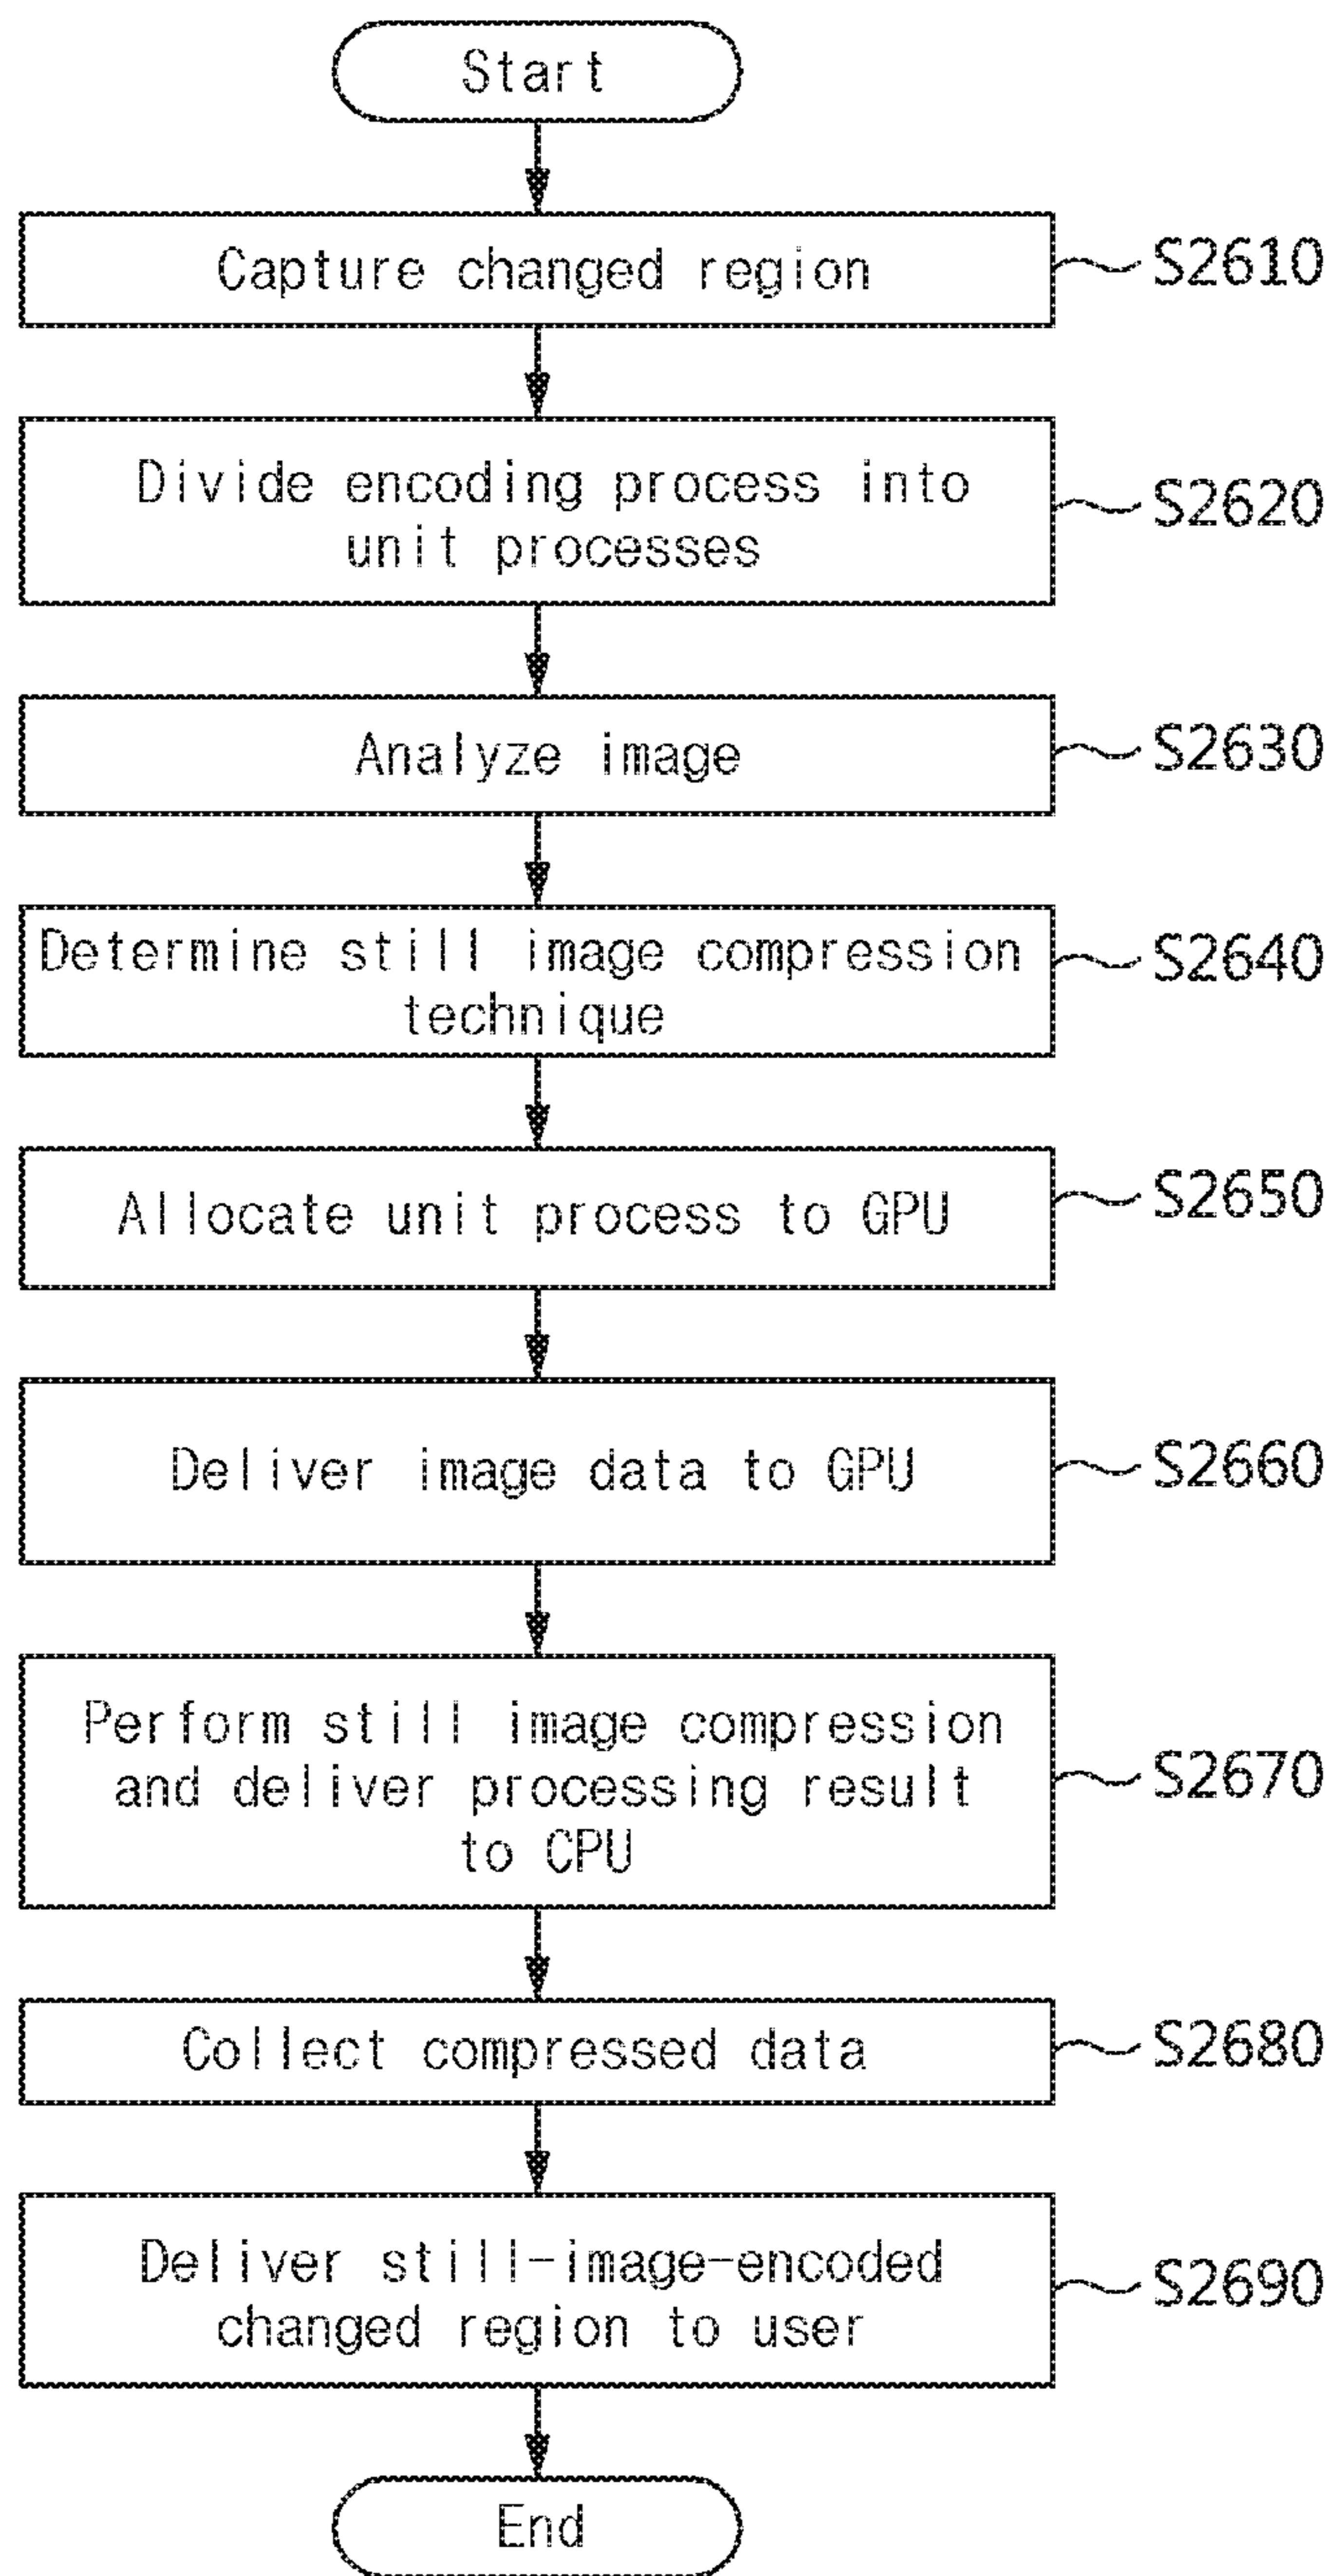 Start
Capture changed region
S2610
Divide encoding process into
unit processes
S2620
Analyze image
S2630
Determine still image compression
technique
S2640
Allocate unit process to GPU
S2650
Deliver image data to GPU
S2660
Perform still image compression
and deliver processing result
to CPU
S2670
Collect compressed data
S2680
Deliver still-image-encoded
changed region to user
S2690
End